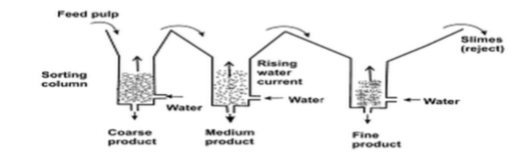 Feed pulp
Slimes
(reject)
Sorting
column
Rising
water
current
Water
Water
Water
Coarse
product
Medium
product
Fine
product